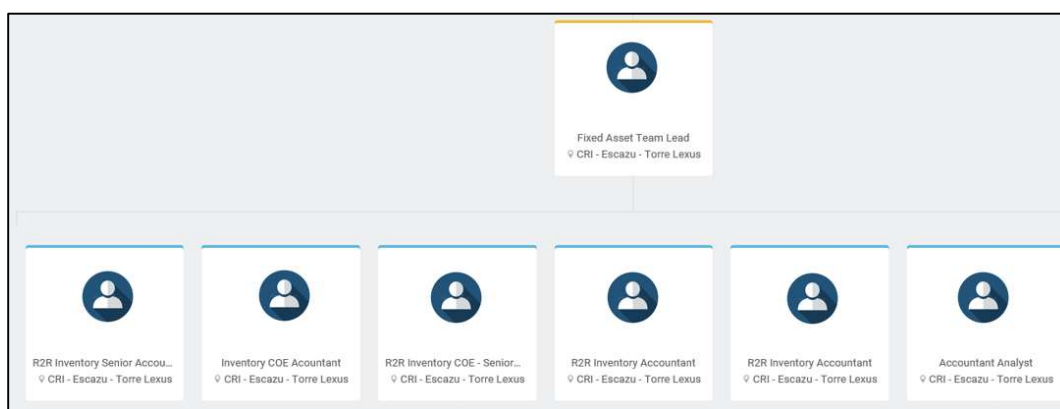 Fixed Asset Team Lead
CRI - Escazu - Torre Lexus
R2R Inventory Senior Accou...
CRI - Escazu - Torre Lexus
Inventory COE Acountant
CRI - Escazu - Torre Lexus
R2R Inventory COE - Senior...
CRI - Escazu - Torre Lexus
R2R Inventory Accountant
CRI - Escazu - Torre Lexus
R2R Inventory Accountant
CRI - Escazu - Torre Lexus
Accountant Analyst
CRI - Escazu - Torre Lexus